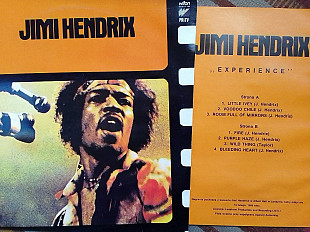 wifon
JIMI HENDRIX
JIMI HENDRIX
„EXPERIENCE"
Strona A
1. LITTLE IVEY (J. Hendrix)
2. VOODOO CHILE (J. Hendrix)
3. ROOM FULL OF MIRRORS (J. Hendrix)
Strona B
1. FIRE (J. Hendrix)
2. PURPLE HAZE (J. Hendrix)
3. WILD THING (Taylor)
4. BLEEDING HEART (J. Hendrix)